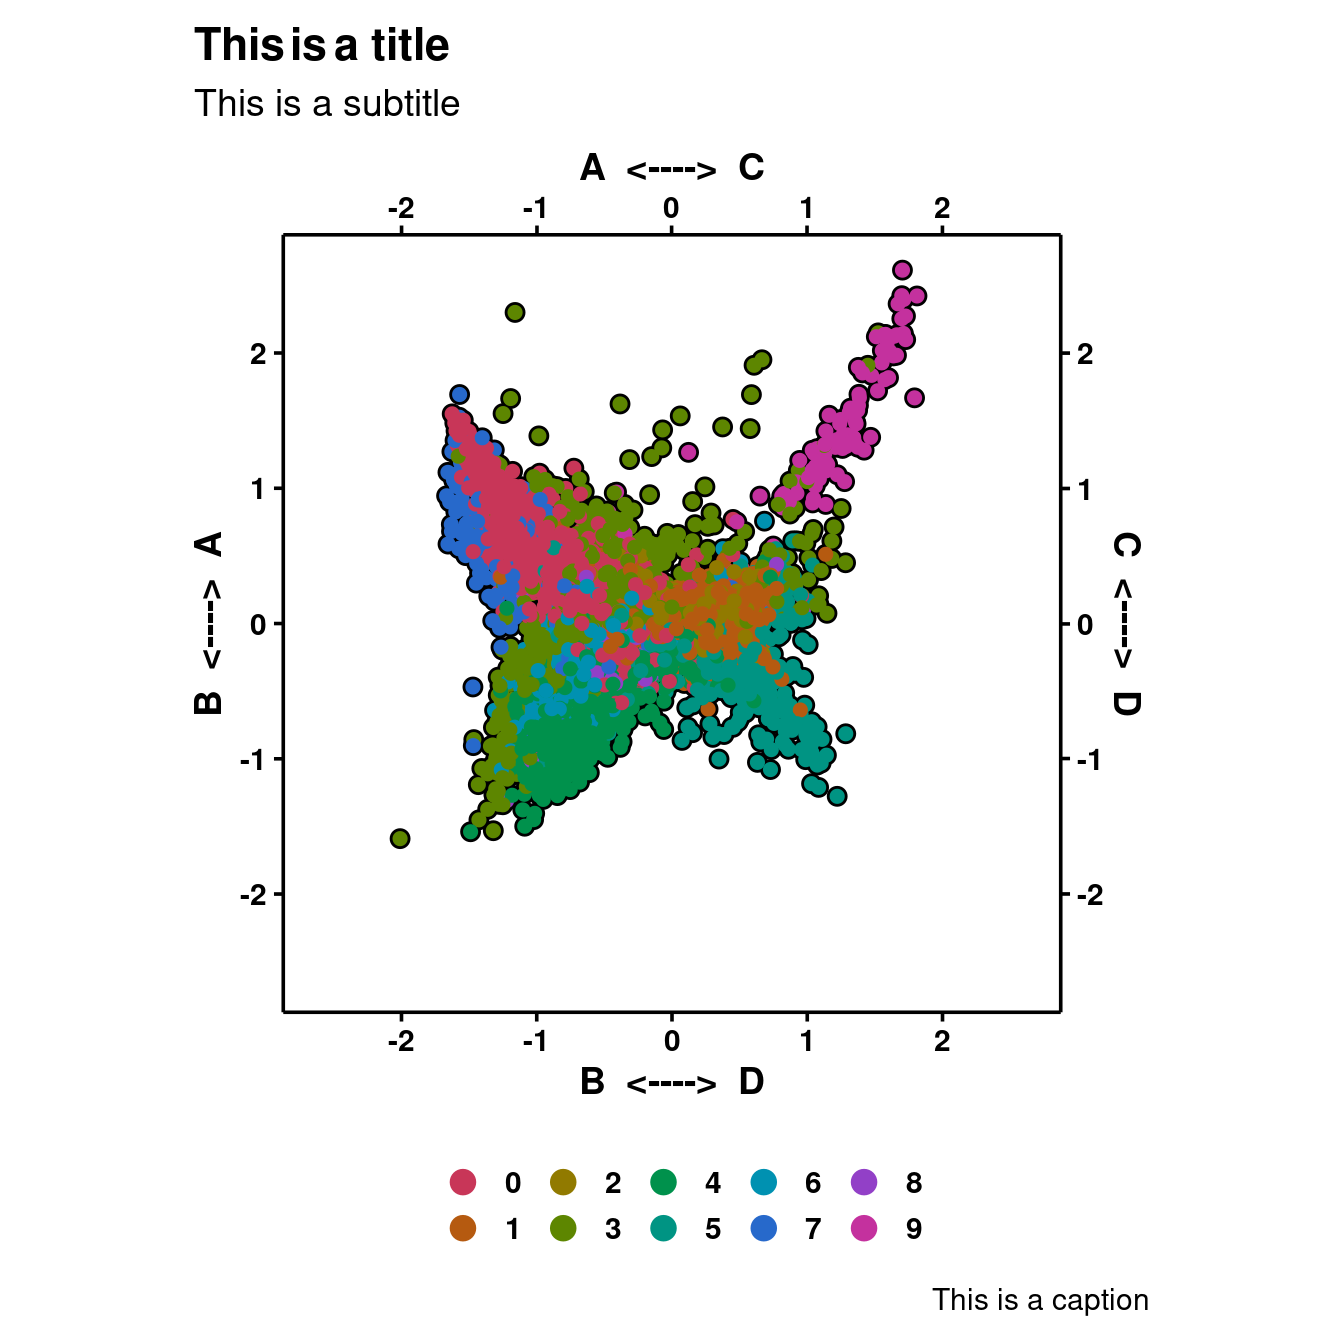 This is a title
This is a subtitle
A <----> C
-2 -1 0 1 2
2 2
1 1
0 0
-1 -1
-2 -2
B <----> A
C <----> D
-2 -1 0 1 2
B <----> D
0 2 4 6 8
1 3 5 7 9
This is a caption